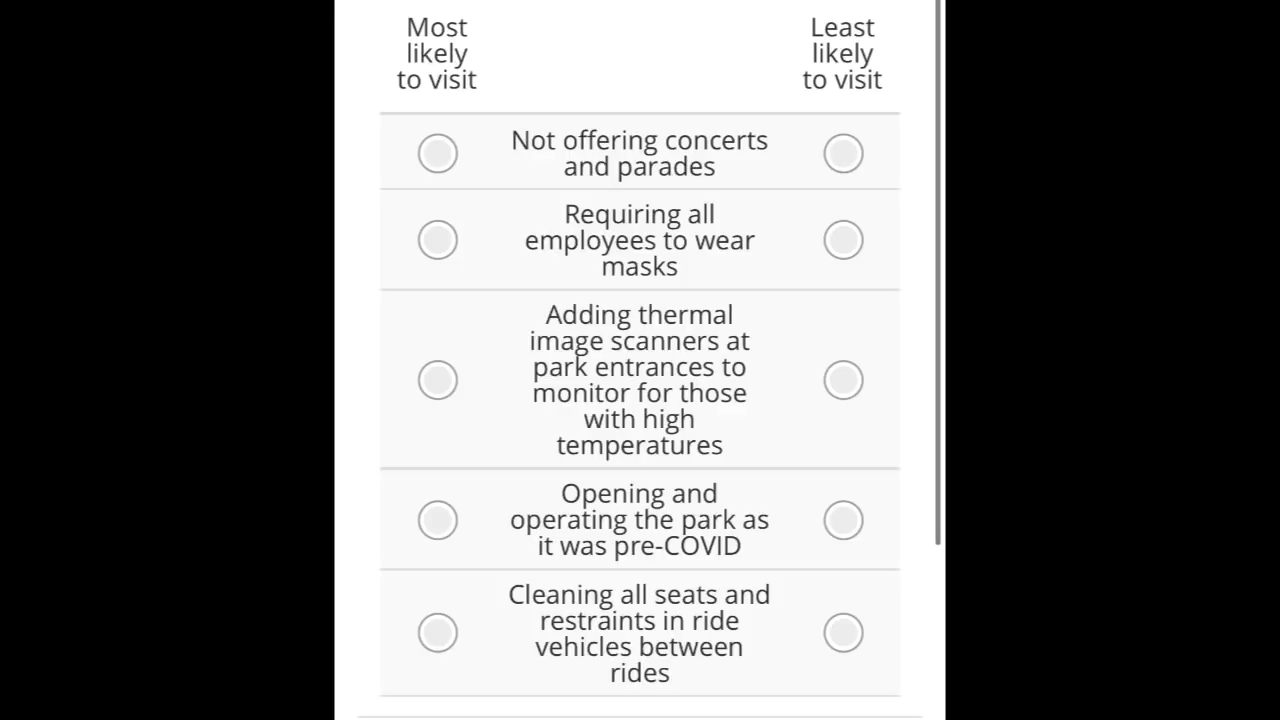 Most
likely
to visit
Least
likely
to visit
Not offering concerts
and parades
Requiring all
employees to wear
masks
Adding thermal
image scanners at
park entrances to
monitor for those
with high
temperatures
Opening and
operating the park as
it was pre-COVID
Cleaning all seats and
restraints in ride
vehicles between
rides